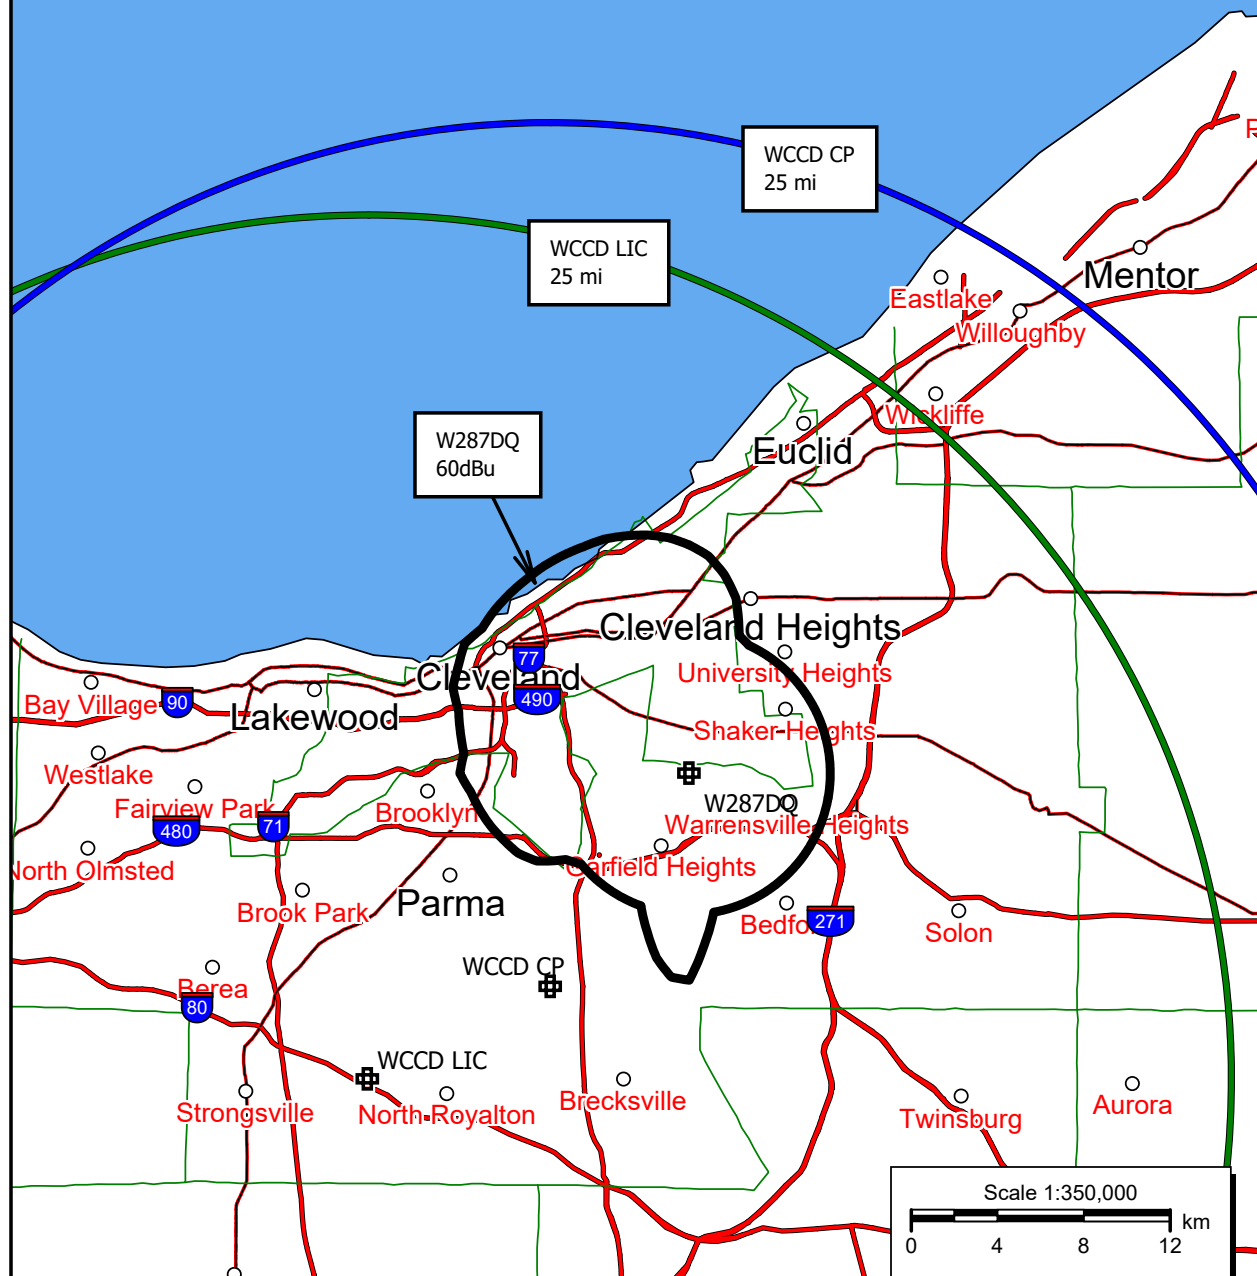 WCCD CP
25 mi
WCCD LIC
25 mi
Mentor
Eastlake
Willoughby
Wickliffe
W287DQ
60dBu
Euclid
Cleveland Heights
77
University Heights
Cleveland
490
90
Bay Village
Lakewood
Shaker Heights
Westlake
W287DQ
Fairview Park
Brooklyn
480
71
Warrensville Heights
Garfield Heights
North Olmsted
Parma
Brook Park
Bedfo
271
Solon
WCCD CP
Berea
80
WCCD LIC
Strongsville
North Royalton
Brecksville
Twinsburg
Aurora
Scale 1:350,000
km
0 4 8 12